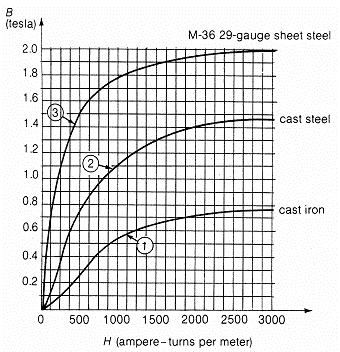 B
(tesla)
M-36 29-gauge sheet steel
2.0
1.8
3
1.6
1.4
cast steel
1.2
2
1.0
0.8
cast iron
0.6
1
0.4
0.2
0 500 1000 1500 2000 2500 3000
H (ampere-turns per meter)